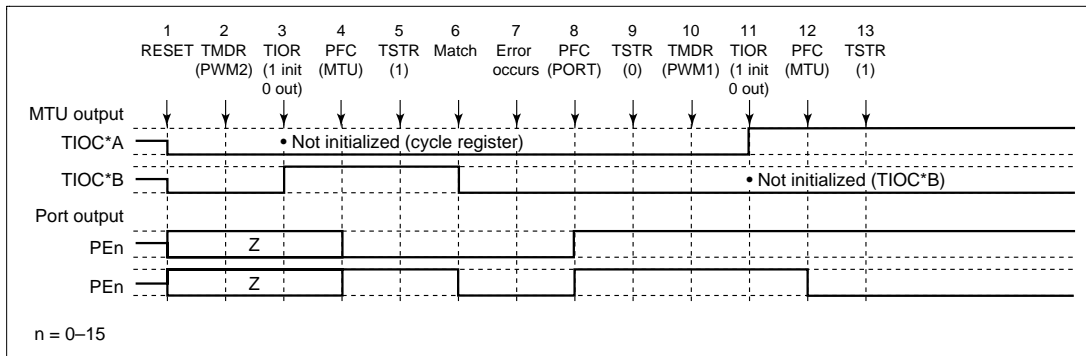 1 2 3 4 5 6 7 8 9 10 11 12 13
RESET TMDR TIOR PFC TSTR Match Error PFC TSTR TMDR TIOR PFC TSTR
(PWM2) (1 init (MTU) (1) occurs (PORT) (0) (PWM1) (1 init (MTU) (1)
0 out) 0 out)
MTU output
TIOC*A • Not initialized (cycle register)
TIOC*B • Not initialized (TIOC*B)
Port output
PEn Z
PEn Z
n = 0–15